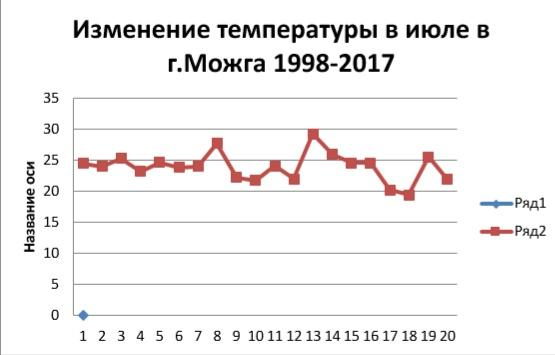 Изменение температуры в июле в
г.Можга 1998-2017
35
30
25
20
15
10
5
0
Название оси
1 2 3 4 5 6 7 8 9 10 11 12 13 14 15 16 17 18 19 20
Ряд1
Ряд2